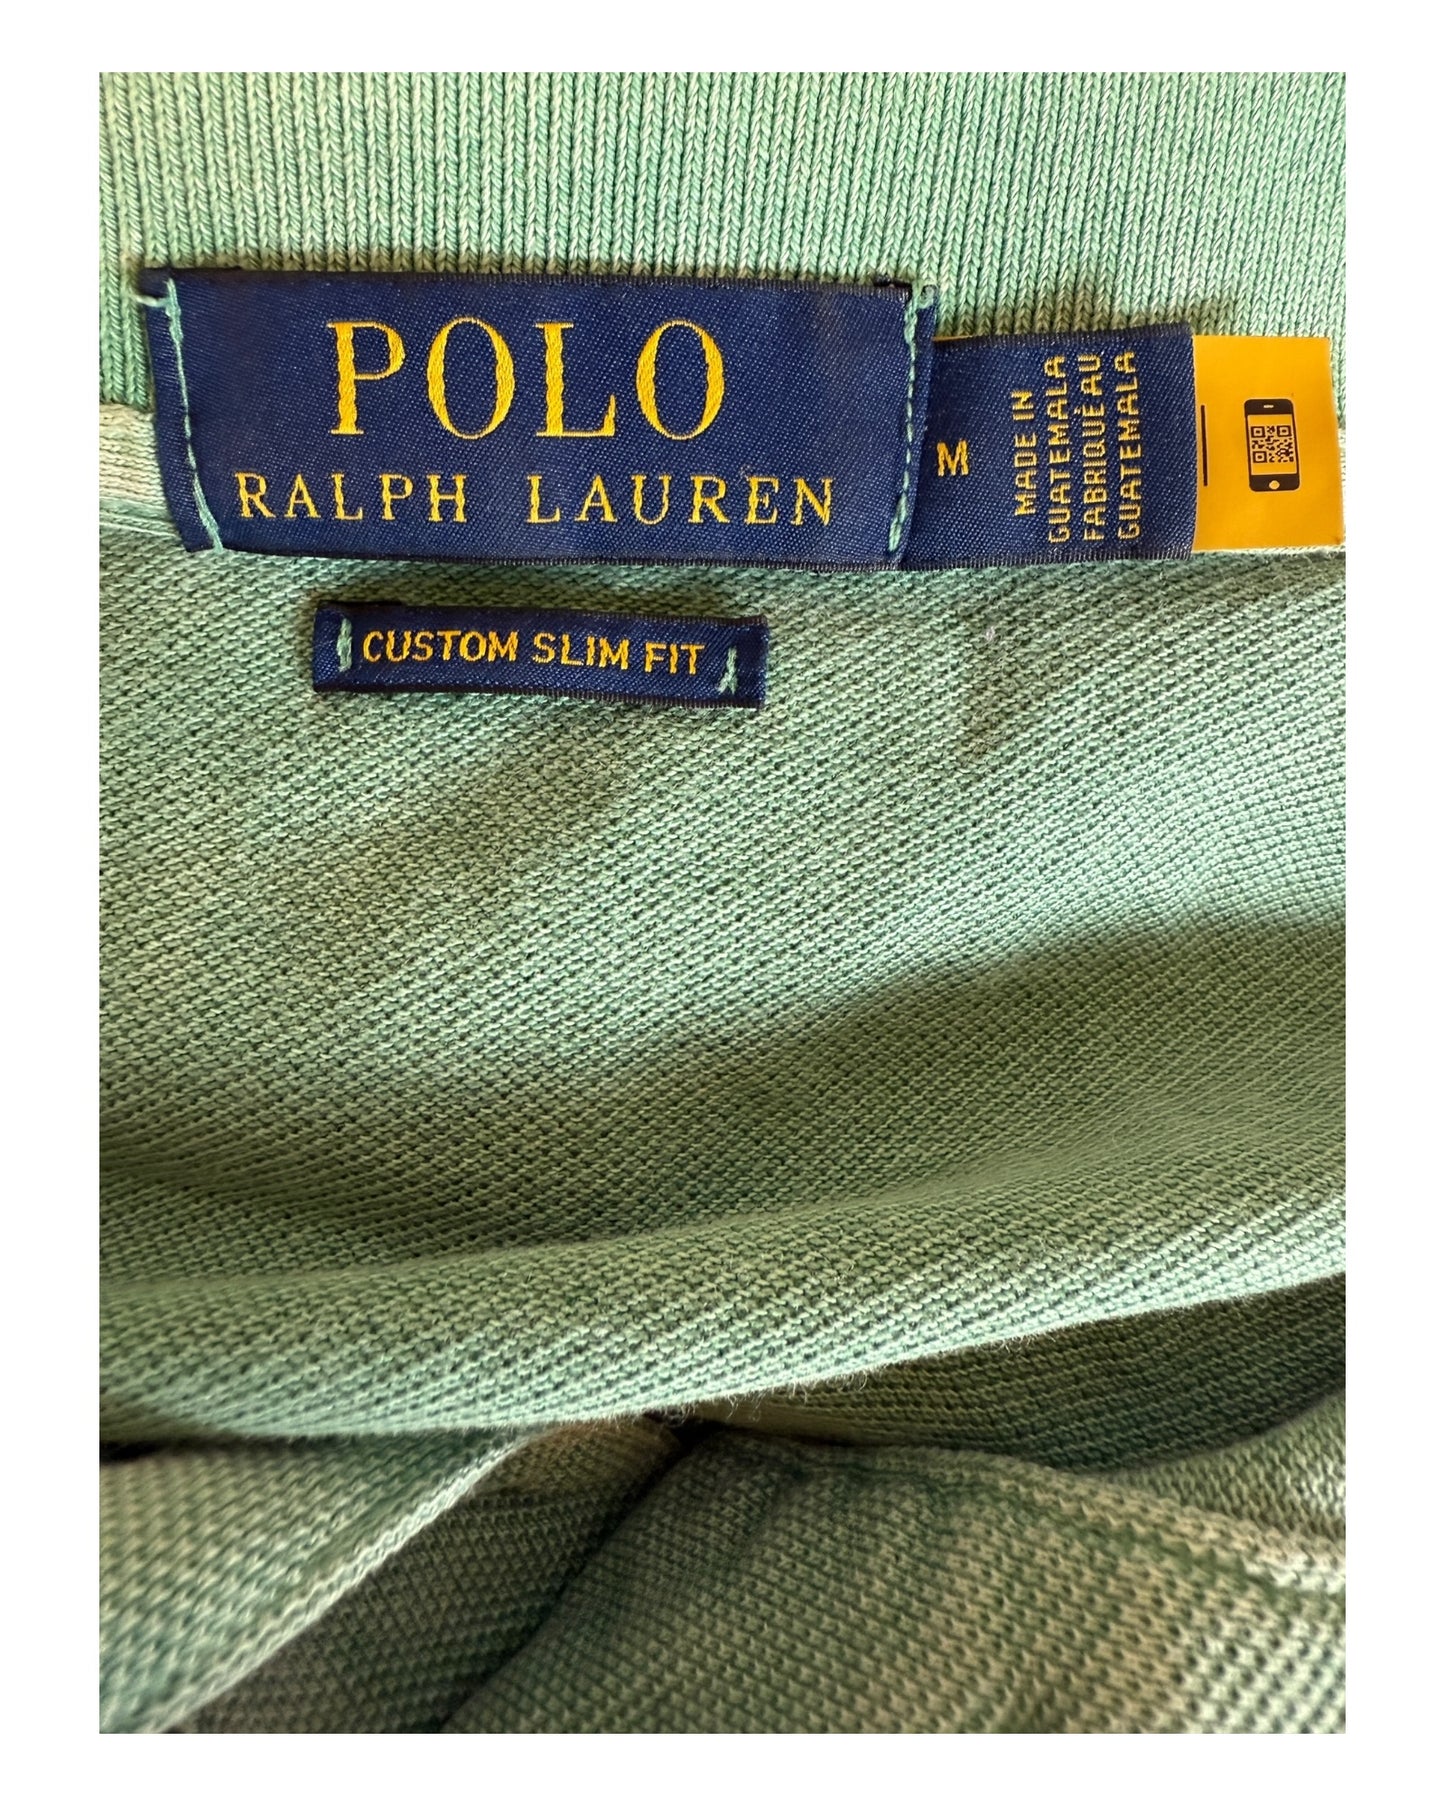 POLO
RALPH LAUREN
M
MADE IN
GUATEMALA
FABRIQUÉ AU
GUATEMALA
CUSTOM SLIM FIT